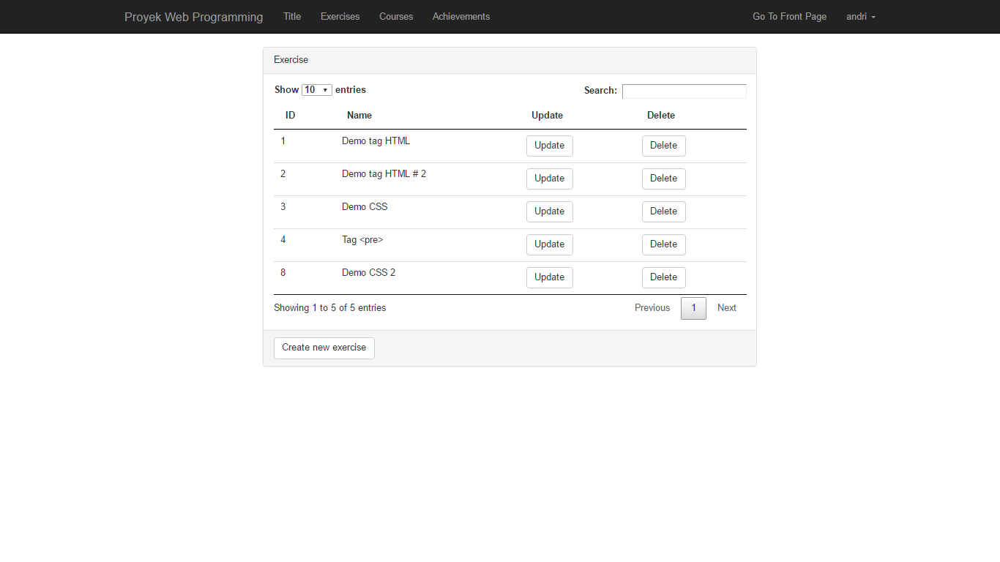 Proyek Web Programming Title Exercises Courses Achievements Go To Front Page andri
Exercise
Show 10 entries Search:
ID Name Update Delete
1 Demo tag HTML Update Delete
2 Demo tag HTML # 2 Update Delete
3 Demo CSS Update Delete
4 Tag <pre> Update Delete
8 Demo CSS 2 Update Delete
Showing 1 to 5 of 5 entries Previous 1 Next
Create new exercise